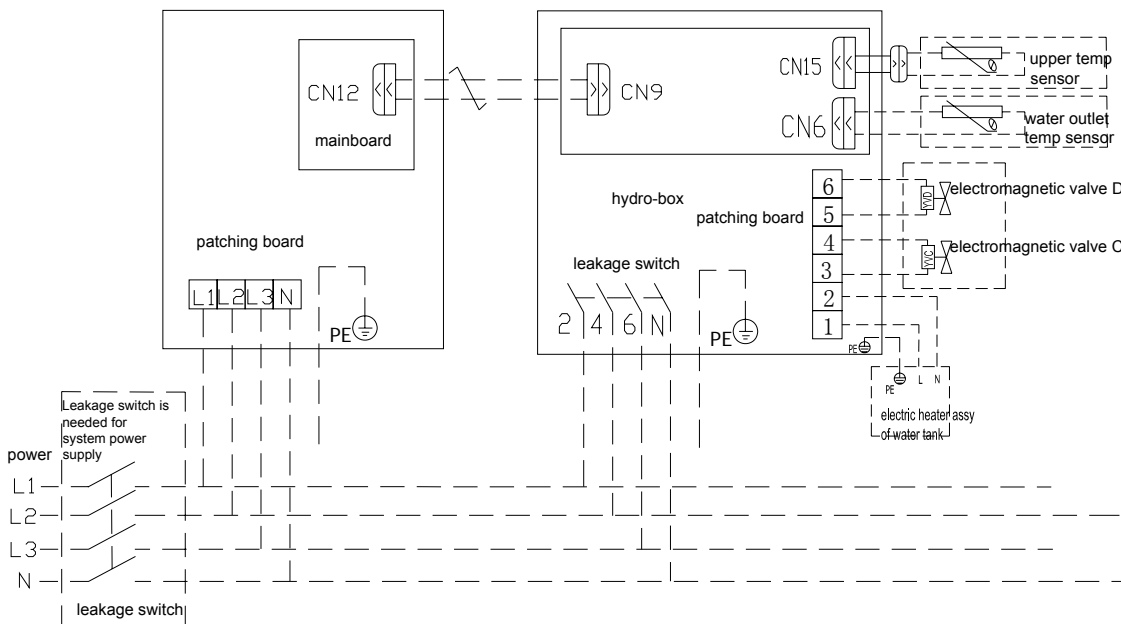 CN12
mainboard
patching board
L1 L2 L3 N
PE
CN9
CN15
CN6
hydro-box
patching board
leakage switch
2 4 6 N
PE
6
5
4
3
2
1
PE
upper temp
sensor
water outlet
temp sensor
YVD
electromagnetic valve D
YVC
electromagnetic valve C
PE L N
electric heater assy
of water tank
Leakage switch is
needed for
system power
supply
power
L1
L2
L3
N
leakage switch